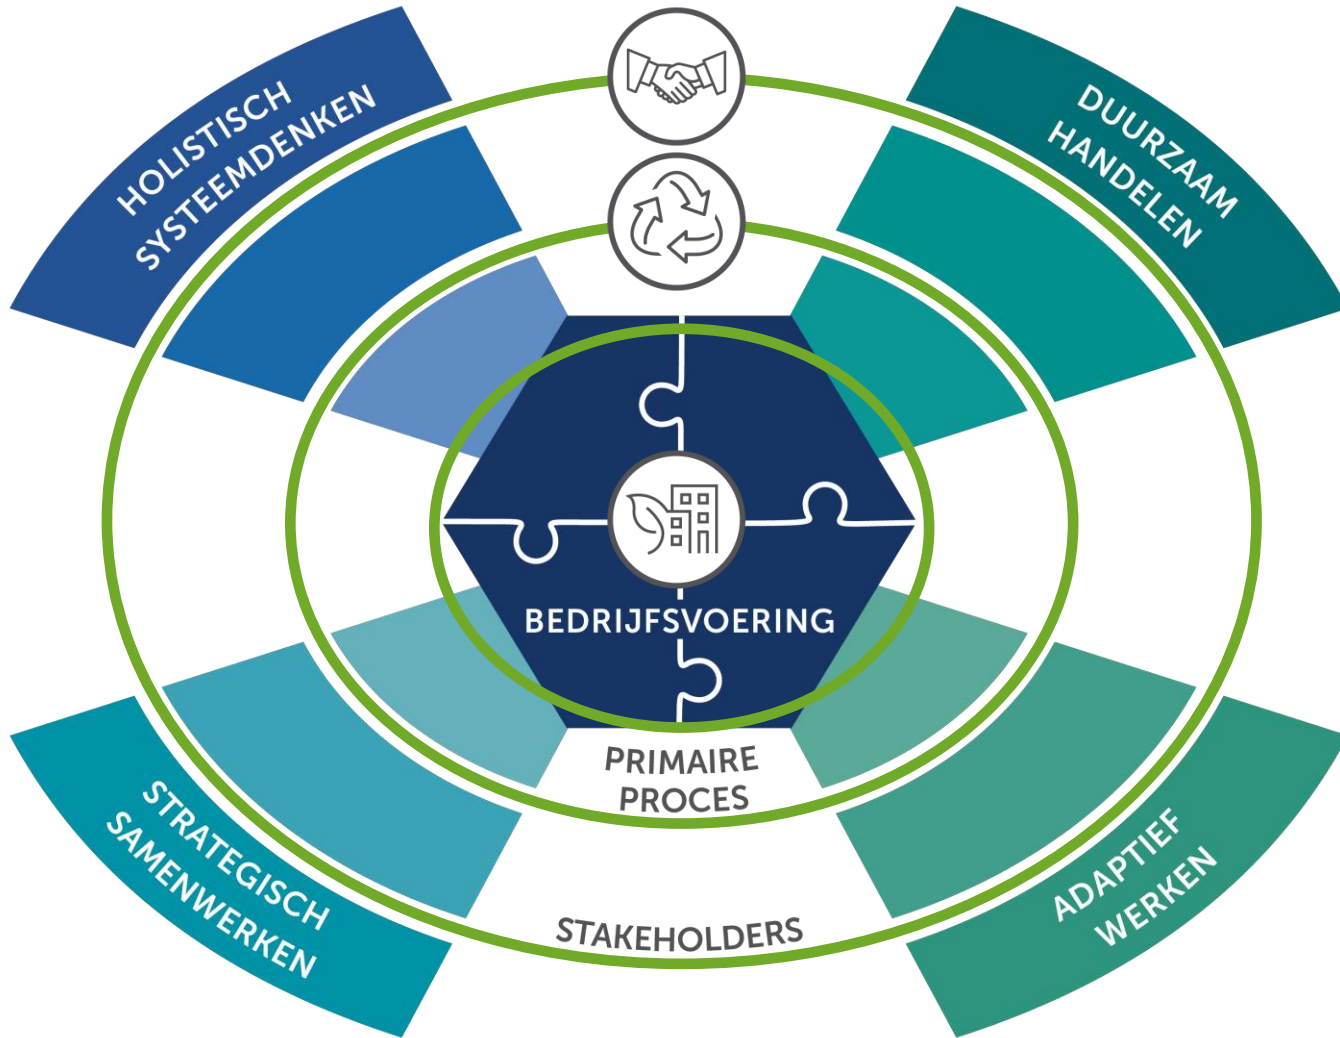 HOLISTISCH
SYSTEEMDENKEN
DUURZAAM
HANDELEN
BEDRIJFSVOERING
PRIMAIRE
PROCES
STRATEGISCH
SAMENWERKEN
ADAPTIEF
WERKEN
STAKEHOLDERS